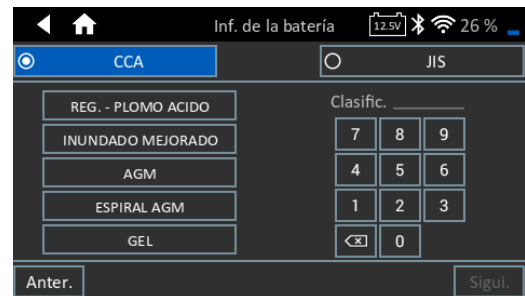 Inf. de la batería 12.5V 26 %
CCA JIS
REG. - PLOMO ACIDO
INUNDADO MEJORADO
AGM
ESPIRAL AGM
GEL
Clasific. ________
7 8 9
4 5 6
1 2 3
0
Anter. Sigui.